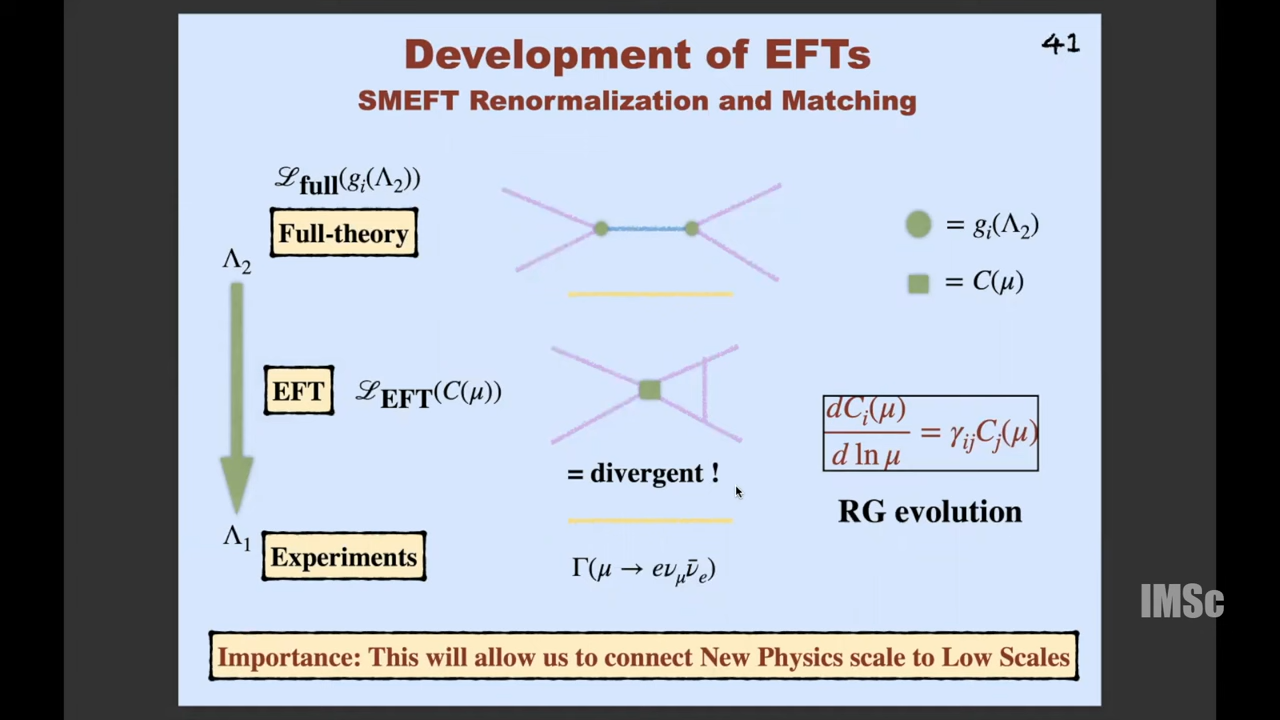 41
Development of EFTs
SMEFT Renormalization and Matching
ℒfull(gᵢ(Λ₂))
Full-theory
= gᵢ(Λ₂)
Λ₂
= C(μ)
EFT
ℒEFT(C(μ))
dCᵢ(μ)/d ln μ = γᵢⱼCⱼ(μ)
= divergent !
RG evolution
Λ₁
Experiments
Γ(μ → eν_μν̄ₑ)
IMSc
Importance: This will allow us to connect New Physics scale to Low Scales